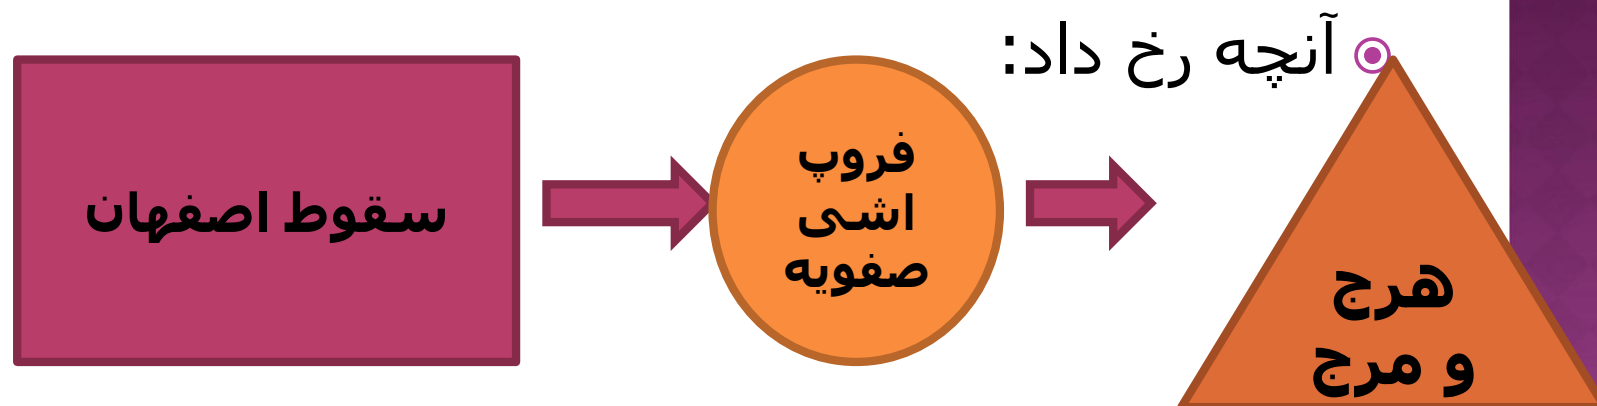 آنچه رخ داد:
سقوط اصفهان
فروپ
اشی
صفویه
هرج
و مرج